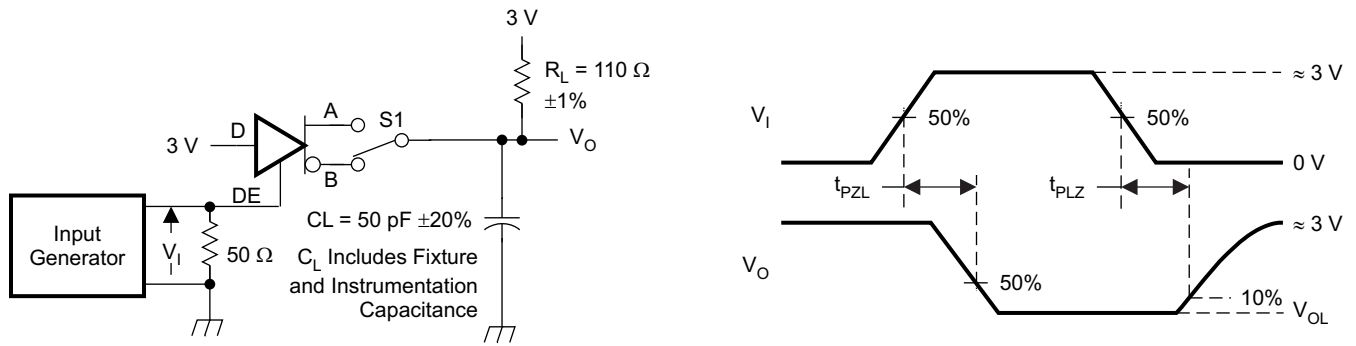 3 V
R_L = 110 Ω
±1%
A
S1
3 V
D
V_O
B
DE
Input
Generator
V_I
50 Ω
CL = 50 pF ±20%
C_L Includes Fixture
and Instrumentation
Capacitance
≈ 3 V
V_I
50%
50%
0 V
t_PZL
t_PLZ
≈ 3 V
V_O
50%
10%
V_OL